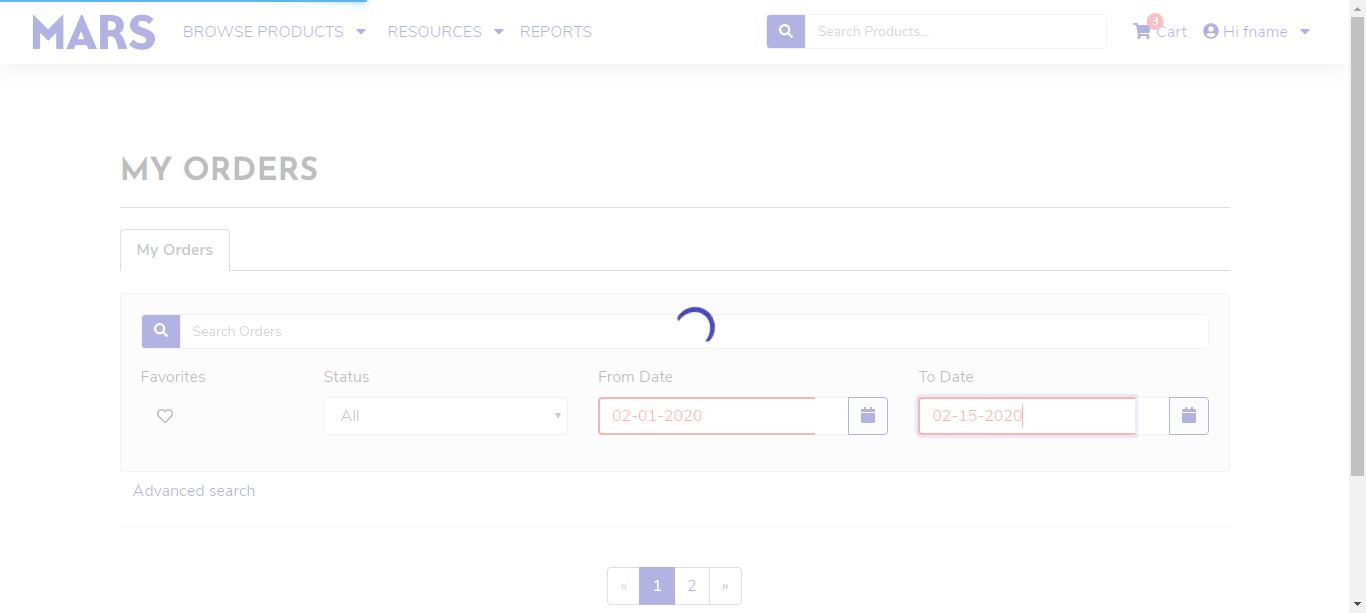 MARS BROWSE PRODUCTS RESOURCES REPORTS Search Products... 3 Cart Hi fname
MY ORDERS
My Orders
Search Orders
Favorites Status From Date To Date
All 02-01-2020 02-15-2020
Advanced search
« 1 2 »